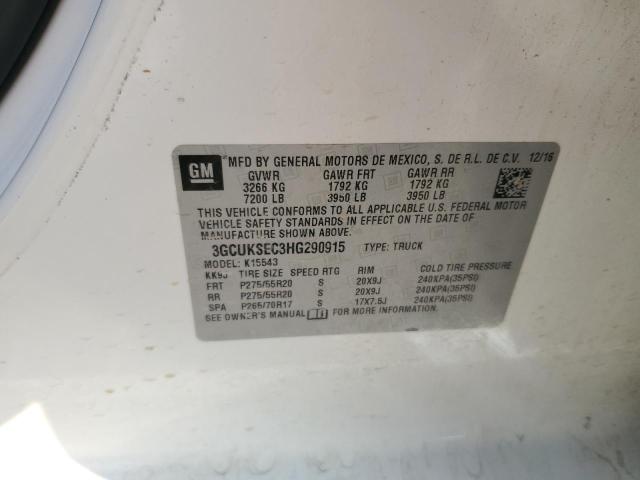 GM MFD BY GENERAL MOTORS DE MEXICO, S. DE R.L. DE C.V. 12/16
GVWR GAWR FRT GAWR RR
3266 KG 1792 KG 1792 KG
7200 LB 3950 LB 3950 LB
THIS VEHICLE CONFORMS TO ALL APPLICABLE U.S. FEDERAL MOTOR
VEHICLE SAFETY STANDARDS IN EFFECT ON THE DATE OF
MANUFACTURE SHOWN ABOVE.
3GCUKSEC3HG290915 TYPE: TRUCK
MODEL: K15543
KK9J TIRE SIZE SPEED RTG RIM COLD TIRE PRESSURE
FRT P275/55R20 S 20X9J 240KPA(35PSI)
RR P275/55R20 S 20X9J 240KPA(35PSI)
SPA P265/70R17 S 17X7.5J 240KPA(35PSI)
SEE OWNER'S MANUAL FOR MORE INFORMATION.